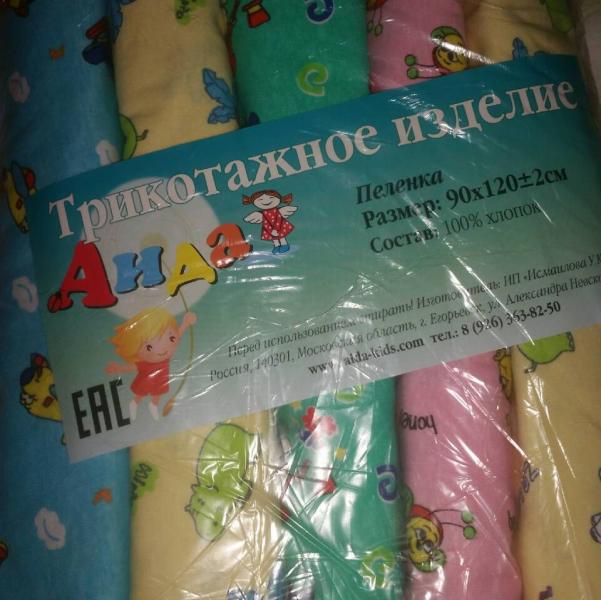 Трикотажное изделие
Аида
Пеленка
Размер: 90х120±2см
Состав: 100% хлопок
Перед использованием стирать! Изготовитель: ИП «Исмаилова
Россия, 140301, Московская область, г. Егорьевск, ул. Александра
www.aida-kids.com тел.: 8 (926) 363-82-50
EAC
honey